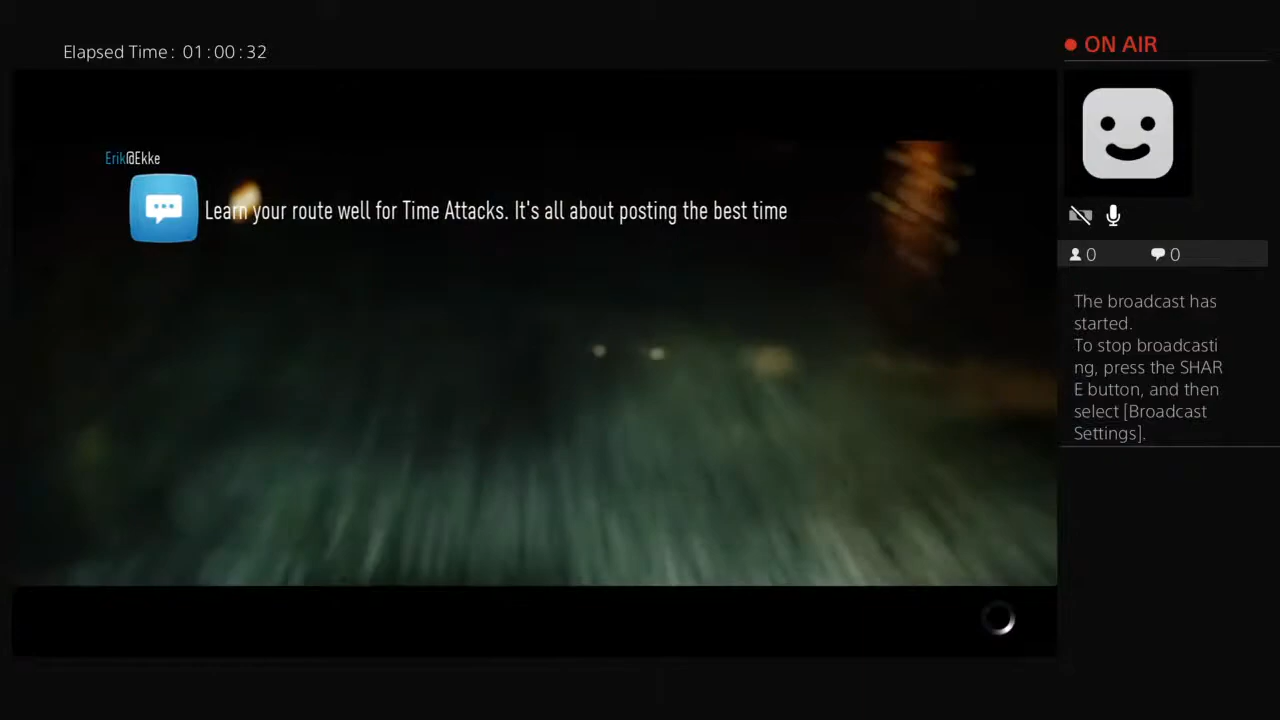 Elapsed Time: 01:00:32
ON AIR
Erik@Ekke
Learn your route well for Time Attacks. It's all about posting the best time
0 0
The broadcast has
started.
To stop broadcasti
ng, press the SHAR
E button, and then
select [Broadcast
Settings].